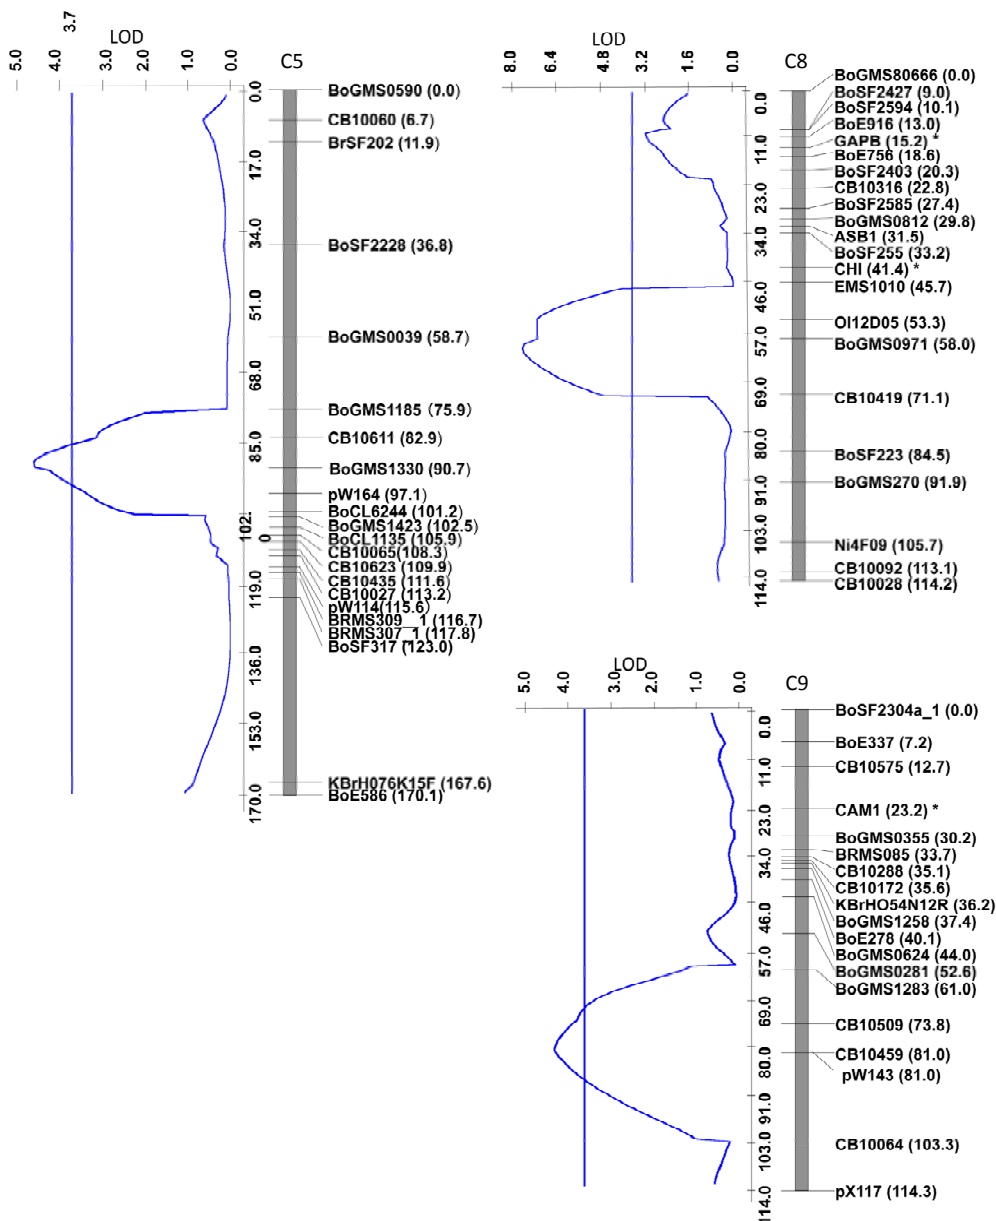 3.7
LOD
5.0 4.0 3.0 2.0 1.0 0.0
C5
0.0
17.0
34.0
51.0
68.0
85.0
102.
0
119.0
136.0
153.0
170.0
BoGMS0590 (0.0)
CB10060 (6.7)
BrSF202 (11.9)
BoSF2228 (36.8)
BoGMS0039 (58.7)
BoGMS1185 (75.9)
CB10611 (82.9)
BoGMS1330 (90.7)
pW164 (97.1)
BoCL6244 (101.2)
BoGMS1423 (102.5)
BoCL1135 (105.9)
CB10065(108.3)
CB10623 (109.9)
CB10435 (111.6)
CB10027 (113.2)
pW114(115.6)
BRMS309_ 1 (116.7)
BRMS307_1 (117.8)
BoSF317 (123.0)
KBrH076K15F (167.6)
BoE586 (170.1)
LOD
8.0 6.4 4.8 3.2 1.6 0.0
C8
0.0
11.0
23.0
34.0
46.0
57.0
69.0
80.0
91.0
103.0
114.0
BoGMS80666 (0.0)
BoSF2427 (9.0)
BoSF2594 (10.1)
BoE916 (13.0)
GAPB (15.2) *
BoE756 (18.6)
BoSF2403 (20.3)
CB10316 (22.8)
BoSF2585 (27.4)
BoGMS0812 (29.8)
ASB1 (31.5)
BoSF255 (33.2)
CHI (41.4) *
EMS1010 (45.7)
OI12D05 (53.3)
BoGMS0971 (58.0)
CB10419 (71.1)
BoSF223 (84.5)
BoGMS270 (91.9)
Ni4F09 (105.7)
CB10092 (113.1)
CB10028 (114.2)
LOD
5.0 4.0 3.0 2.0 1.0 0.0
C9
0.0
11.0
23.0
34.0
46.0
57.0
69.0
80.0
91.0
103.0
114.0
BoSF2304a_1 (0.0)
BoE337 (7.2)
CB10575 (12.7)
CAM1 (23.2) *
BoGMS0355 (30.2)
BRMS085 (33.7)
CB10288 (35.1)
CB10172 (35.6)
KBrHO54N12R (36.2)
BoGMS1258 (37.4)
BoE278 (40.1)
BoGMS0624 (44.0)
BoGMS0281 (52.6)
BoGMS1283 (61.0)
CB10509 (73.8)
CB10459 (81.0)
pW143 (81.0)
CB10064 (103.3)
pX117 (114.3)